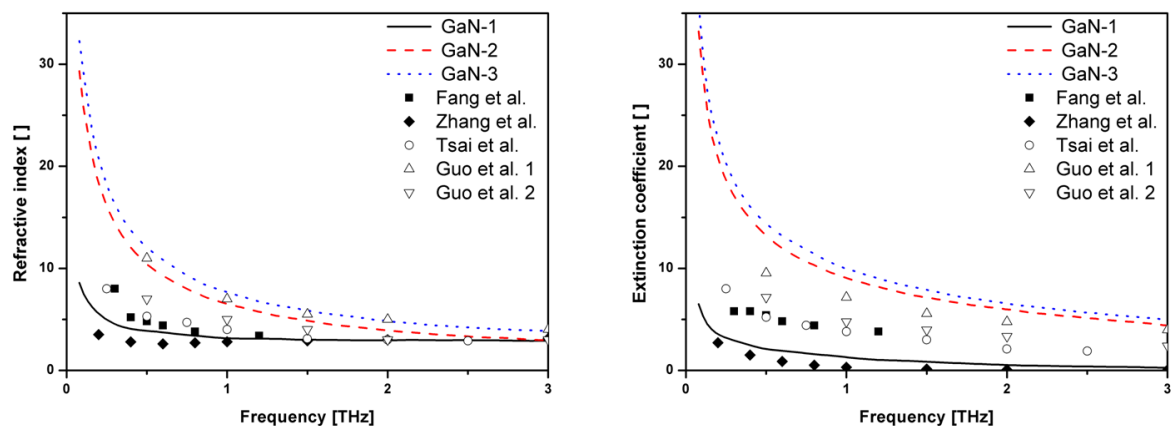 GaN-1
GaN-2
GaN-3
Fang et al.
Zhang et al.
Tsai et al.
Guo et al. 1
Guo et al. 2
Refractive index [ ]
30
20
10
0
0
1
2
3
Frequency [THz]
GaN-1
GaN-2
GaN-3
Fang et al.
Zhang et al.
Tsai et al.
Guo et al. 1
Guo et al. 2
Extinction coefficient [ ]
30
20
10
0
0
1
2
3
Frequency [THz]